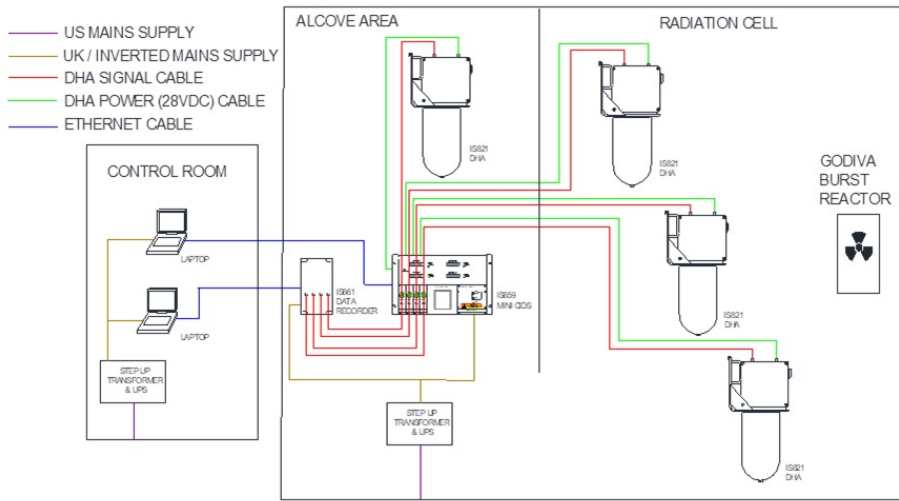 US MAINS SUPPLY
UK / INVERTED MAINS SUPPLY
DHA SIGNAL CABLE
DHA POWER (28VDC) CABLE
ETHERNET CABLE
CONTROL ROOM
LAPTOP
LAPTOP
STEP UP
TRANSFORMER
& UPS
ALCOVE AREA
IS821
DHA
IS861
DATA
RECORDER
IS859
MINI CIDS
STEP UP
TRANSFORMER
& UPS
RADIATION CELL
IS821
DHA
IS821
DHA
IS821
DHA
GODIVA
BURST
REACTOR